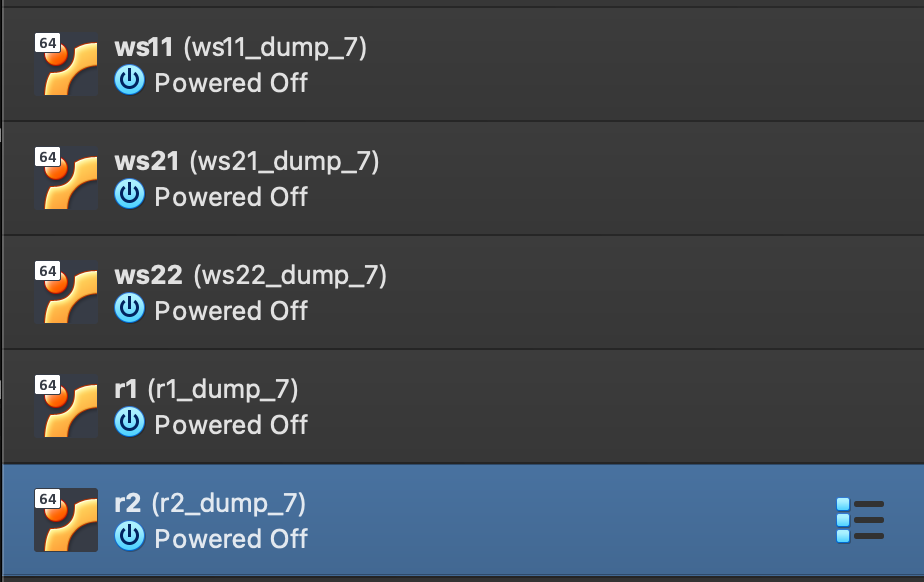 64
ws11 (ws11_dump_7)
Powered Off
64
ws21 (ws21_dump_7)
Powered Off
64
ws22 (ws22_dump_7)
Powered Off
64
r1 (r1_dump_7)
Powered Off
64
r2 (r2_dump_7)
Powered Off